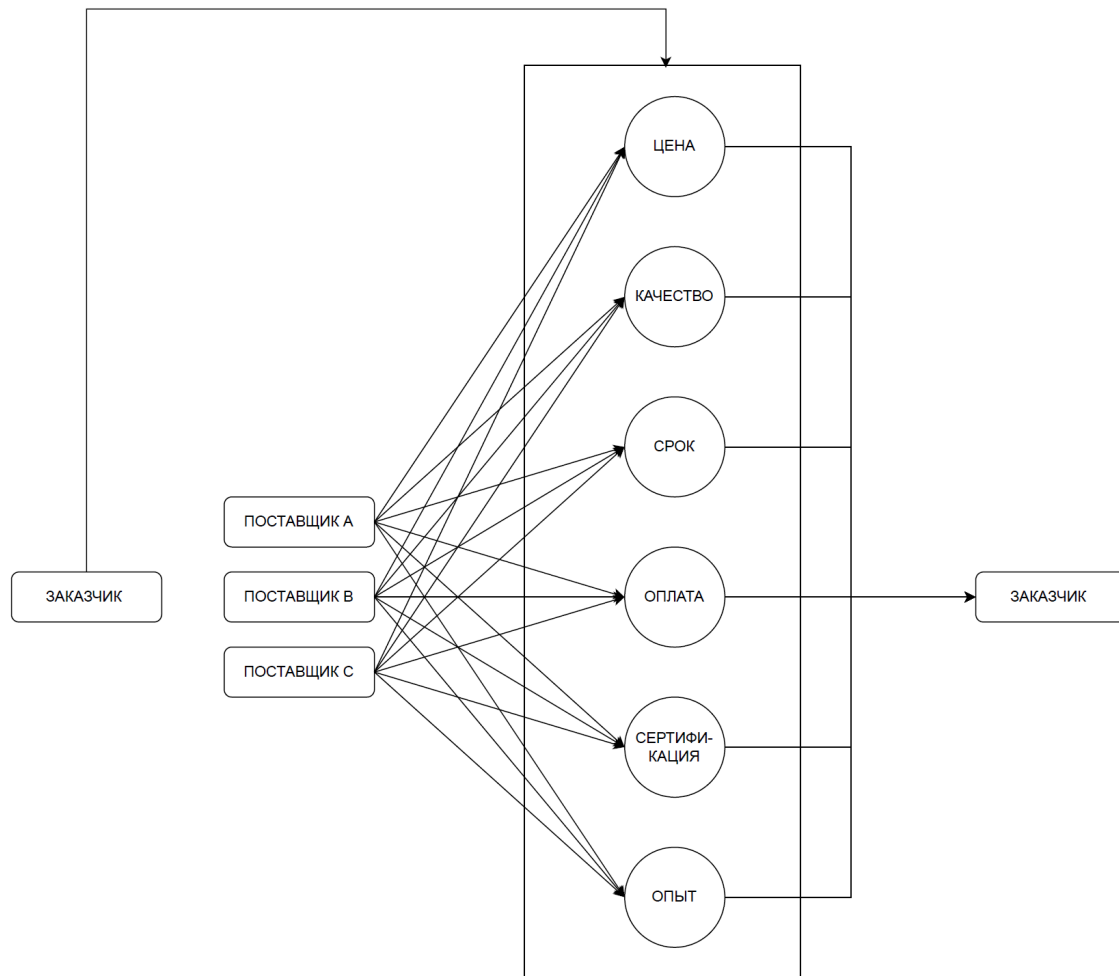 ЦЕНА
КАЧЕСТВО
СРОК
ПОСТАВЩИК А
ЗАКАЗЧИК
ПОСТАВЩИК В
ОПЛАТА
ЗАКАЗЧИК
ПОСТАВЩИК С
СЕРТИФИ-
КАЦИЯ
ОПЫТ